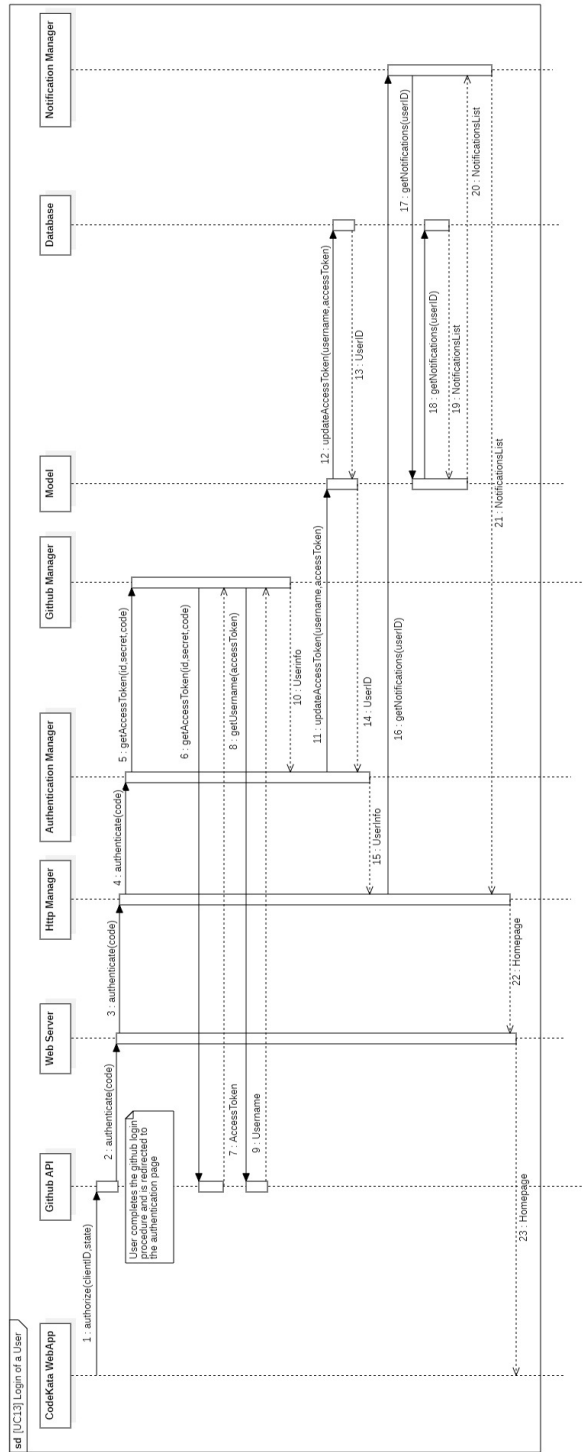 sd [UC13] Login of a User
CodeKata WebApp
Github API
Web Server
Http Manager
Authentication Manager
Github Manager
Model
Database
Notification Manager
1 : authorize(clientID,state)
2 : authenticate(code)
User completes the github login
procedure and is redirected to
the authentication page
3 : authenticate(code)
4 : authenticate(code)
5 : getAccessToken(id,secret,code)
6 : getAccessToken(id,secret,code)
7 : AccessToken
8 : getUsername(accessToken)
9 : Username
10 : Userinfo
11 : updateAccessToken(username,accessToken)
12 : updateAccessToken(username,accessToken)
13 : UserID
14 : UserID
15 : UserInfo
16 : getNotifications(userID)
17 : getNotifications(userID)
18 : getNotifications(userID)
19 : NotificationsList
20 : NotificationsList
21 : NotificationsList
22 : Homepage
23 : Homepage